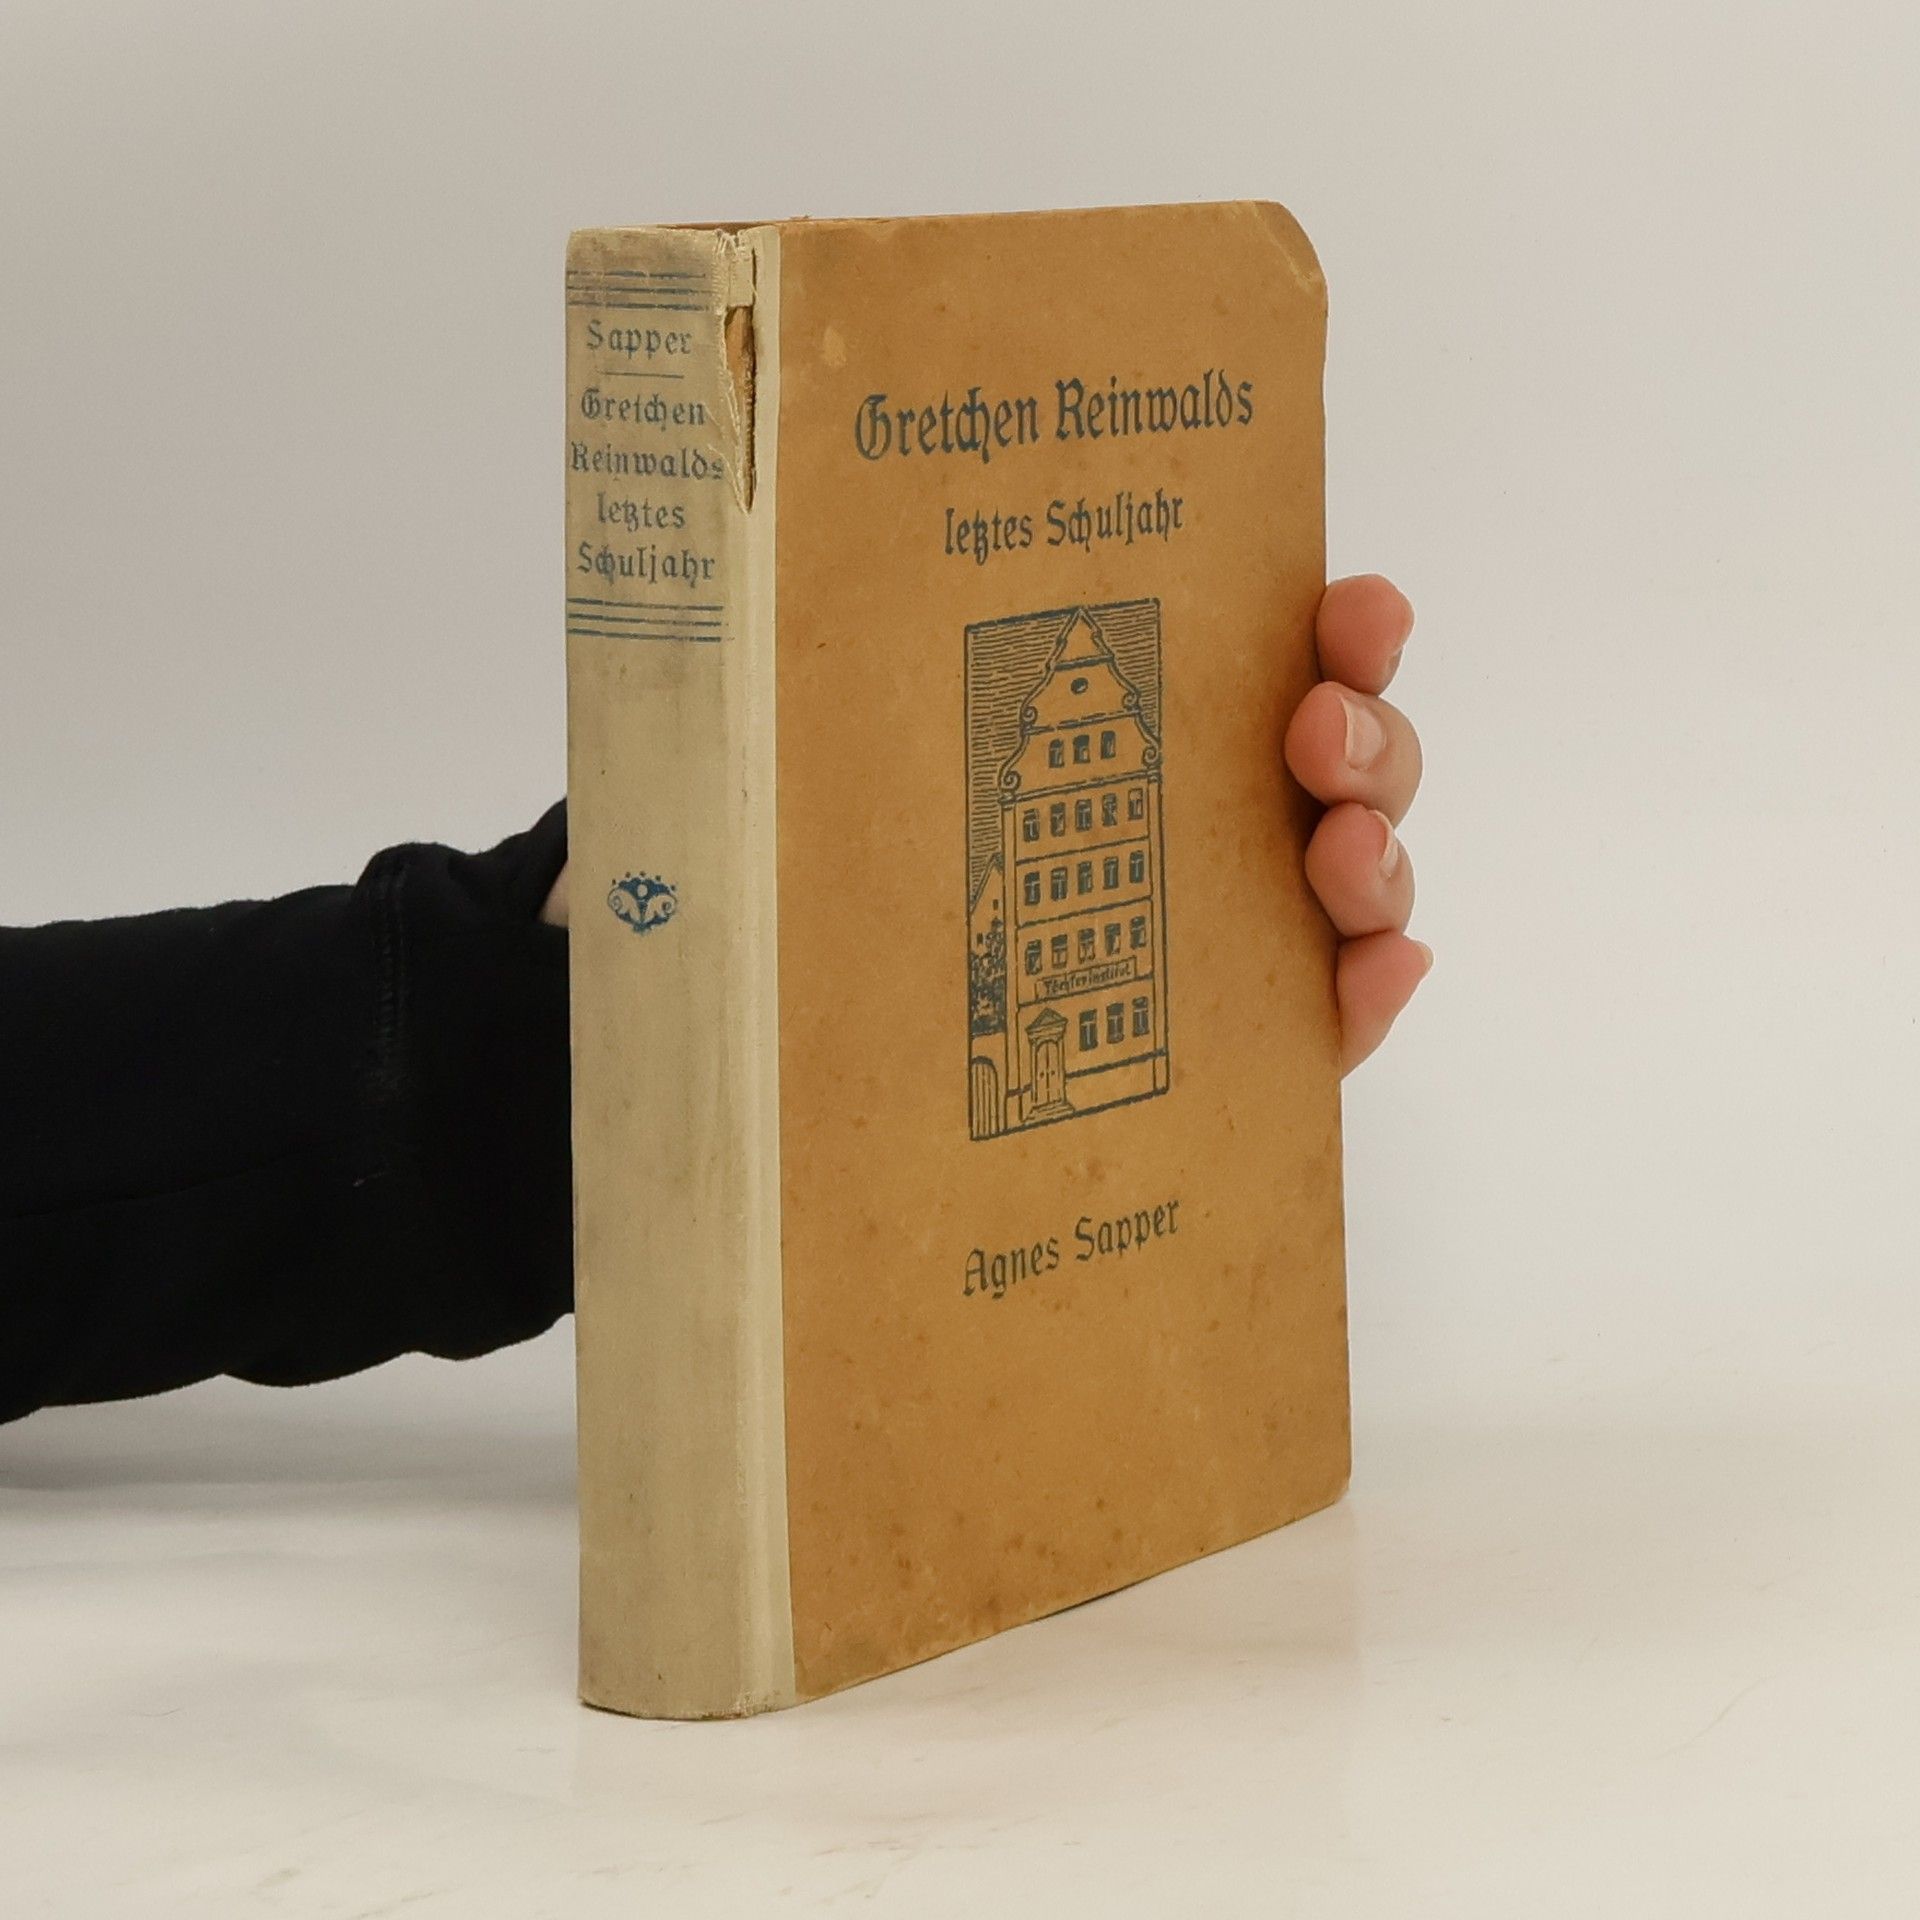 Sapper
Gretchen
Reinwalds
letztes
Schuljahr
Gretchen Reinwalds
letztes Schuljahr
Töchterinstitut
Agnes Sapper